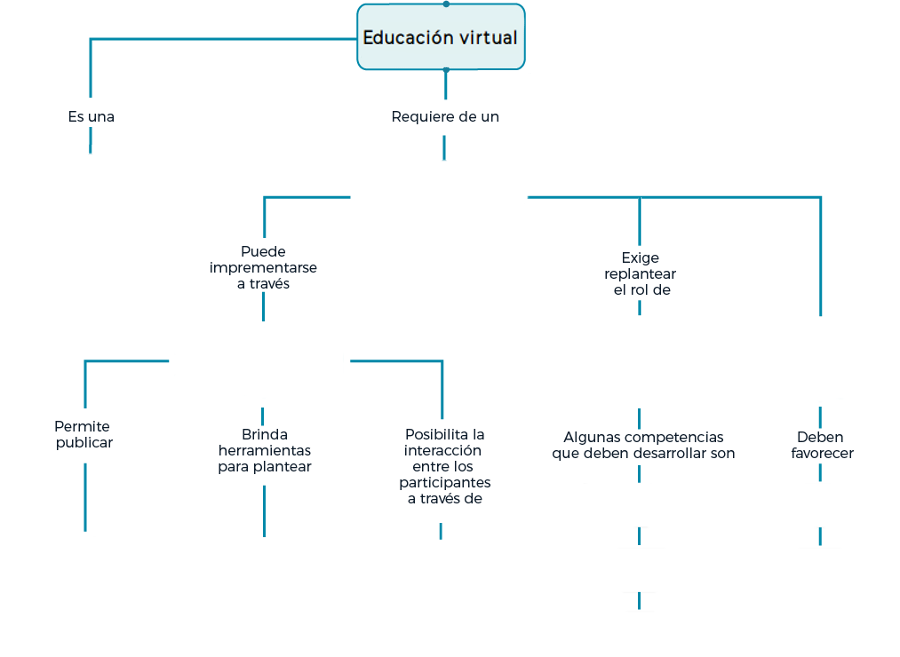 Educación virtual
Es una
Requiere de un
Puede
imprementarse
a través
Exige
replantear
el rol de
Permite
publicar
Brinda
herramientas
para plantear
Posibilita la
interacción
entre los
participantes
a través de
Algunas competencias
que deben desarrollar son
Deben
favorecer